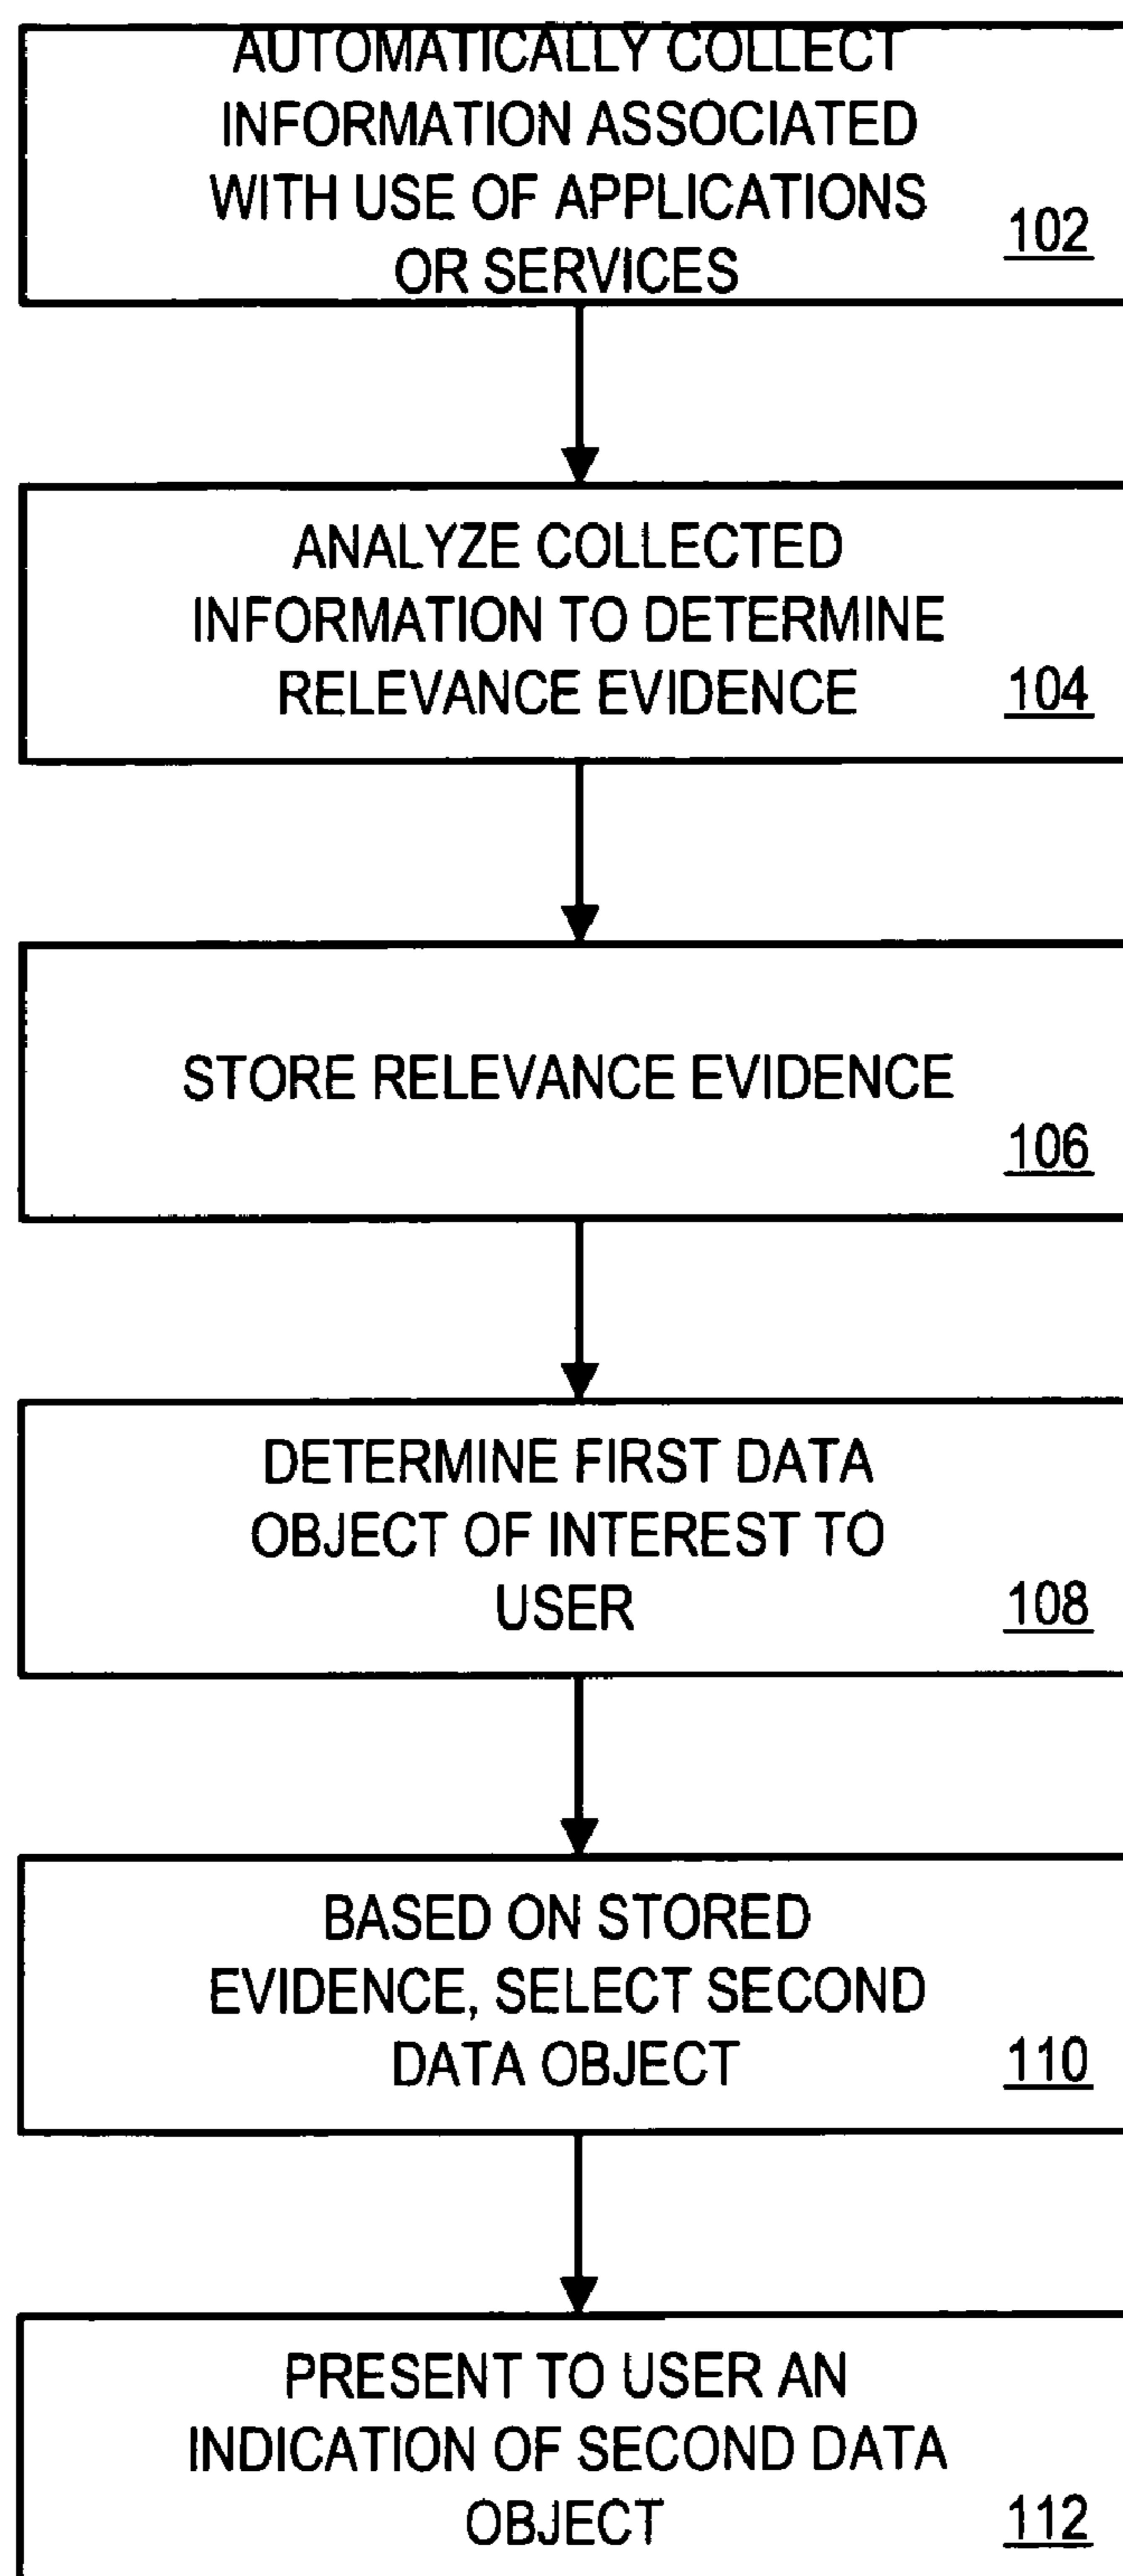 AUTOMATICALLY COLLECT
INFORMATION ASSOCIATED
WITH USE OF APPLICATIONS
OR SERVICES
102
ANALYZE COLLECTED
INFORMATION TO DETERMINE
RELEVANCE EVIDENCE
104
STORE RELEVANCE EVIDENCE
106
DETERMINE FIRST DATA
OBJECT OF INTEREST TO
USER
108
BASED ON STORED
EVIDENCE, SELECT SECOND
DATA OBJECT
110
PRESENT TO USER AN
INDICATION OF SECOND DATA
OBJECT
112